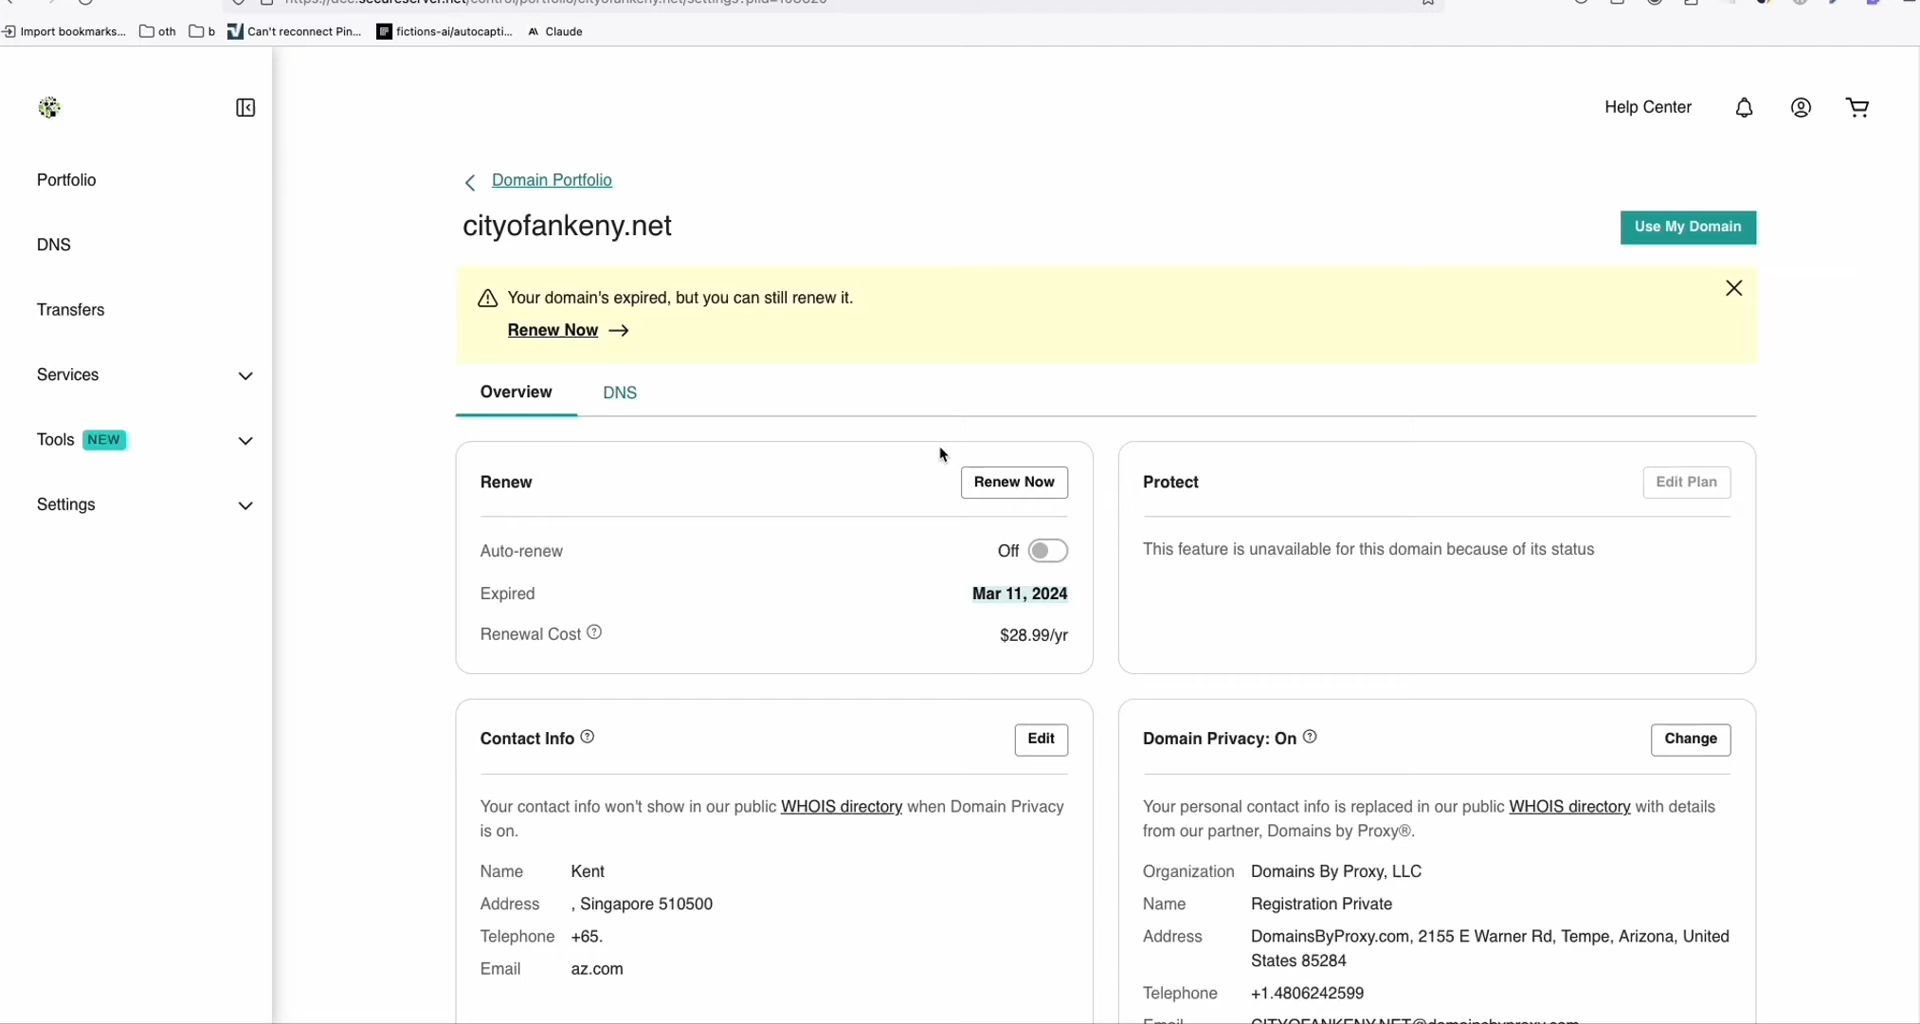 Import bookmarks...
oth
b
Can't reconnect Pin...
fictions-ai/autocapti...
Claude
Help Center
Portfolio
DNS
Transfers
Services
Tools NEW
Settings
Domain Portfolio
cityofankeny.net
Use My Domain
Your domain's expired, but you can still renew it.
Renew Now
Overview
DNS
Renew
Renew Now
Auto-renew
Off
Expired
Mar 11, 2024
Renewal Cost
$28.99/yr
Protect
Edit Plan
This feature is unavailable for this domain because of its status
Contact Info
Edit
Your contact info won't show in our public WHOIS directory when Domain Privacy
is on.
Name Kent
Address , Singapore 510500
Telephone +65.
Email az.com
Domain Privacy: On
Change
Your personal contact info is replaced in our public WHOIS directory with details
from our partner, Domains by Proxy®.
Organization Domains By Proxy, LLC
Name Registration Private
Address DomainsByProxy.com, 2155 E Warner Rd, Tempe, Arizona, United
States 85284
Telephone +1.4806242599
Email CITYOFANKENY.NET@domainsbyproxy.com